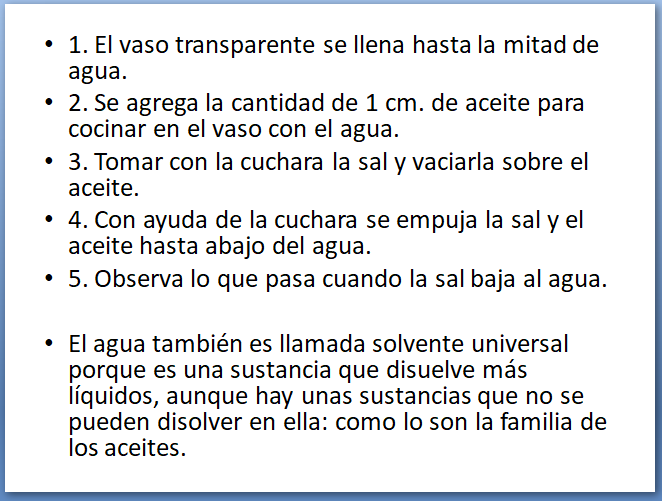 • 1. El vaso transparente se llena hasta la mitad de
agua.
• 2. Se agrega la cantidad de 1 cm. de aceite para
cocinar en el vaso con el agua.
• 3. Tomar con la cuchara la sal y vaciarla sobre el
aceite.
• 4. Con ayuda de la cuchara se empuja la sal y el
aceite hasta abajo del agua.
• 5. Observa lo que pasa cuando la sal baja al agua.
• El agua también es llamada solvente universal
porque es una sustancia que disuelve más
líquidos, aunque hay unas sustancias que no se
pueden disolver en ella: como lo son la familia de
los aceites.